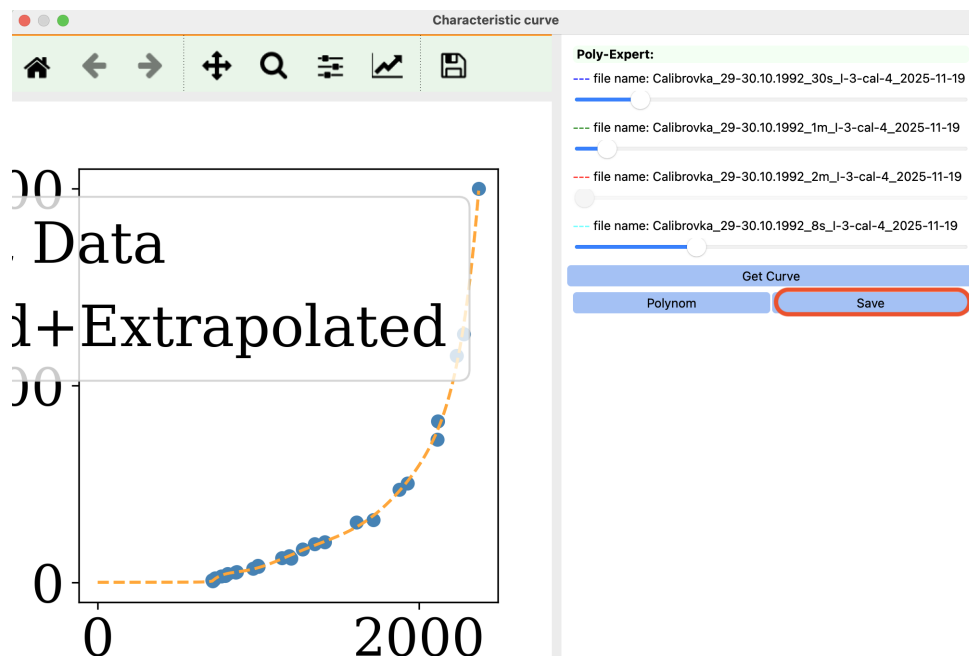 Characteristic curve
Poly-Expert:
--- file name: Calibrovka_29-30.10.1992_30s_I-3-cal-4_2025-11-19
--- file name: Calibrovka_29-30.10.1992_1m_I-3-cal-4_2025-11-19
--- file name: Calibrovka_29-30.10.1992_2m_I-3-cal-4_2025-11-19
--- file name: Calibrovka_29-30.10.1992_8s_I-3-cal-4_2025-11-19
Get Curve
Polynom
Save
00
Data
d+Extrapolated
00
0
0
2000